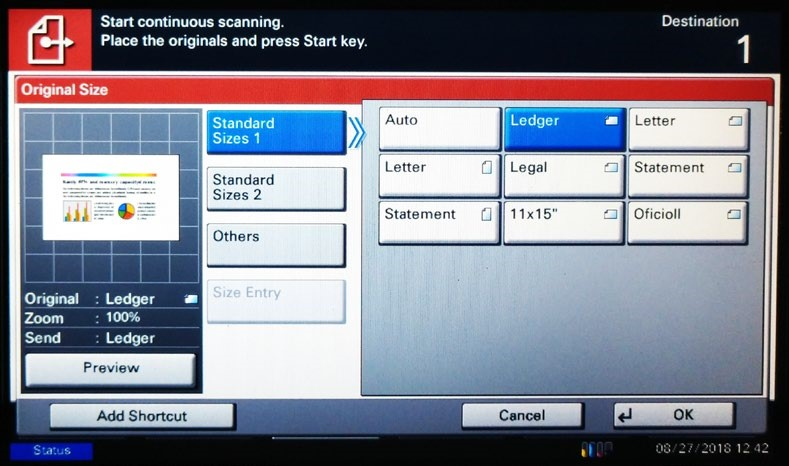 Start continuous scanning.
Place the originals and press Start key.
Destination
1
Original Size
Standard
Sizes 1
Standard
Sizes 2
Others
Size Entry
Auto
Ledger
Letter
Letter
Legal
Statement
Statement
11x15"
Oficioll
Original : Ledger
Zoom : 100%
Send : Ledger
Preview
Add Shortcut
Cancel
OK
Status
08/27/2018 12:42